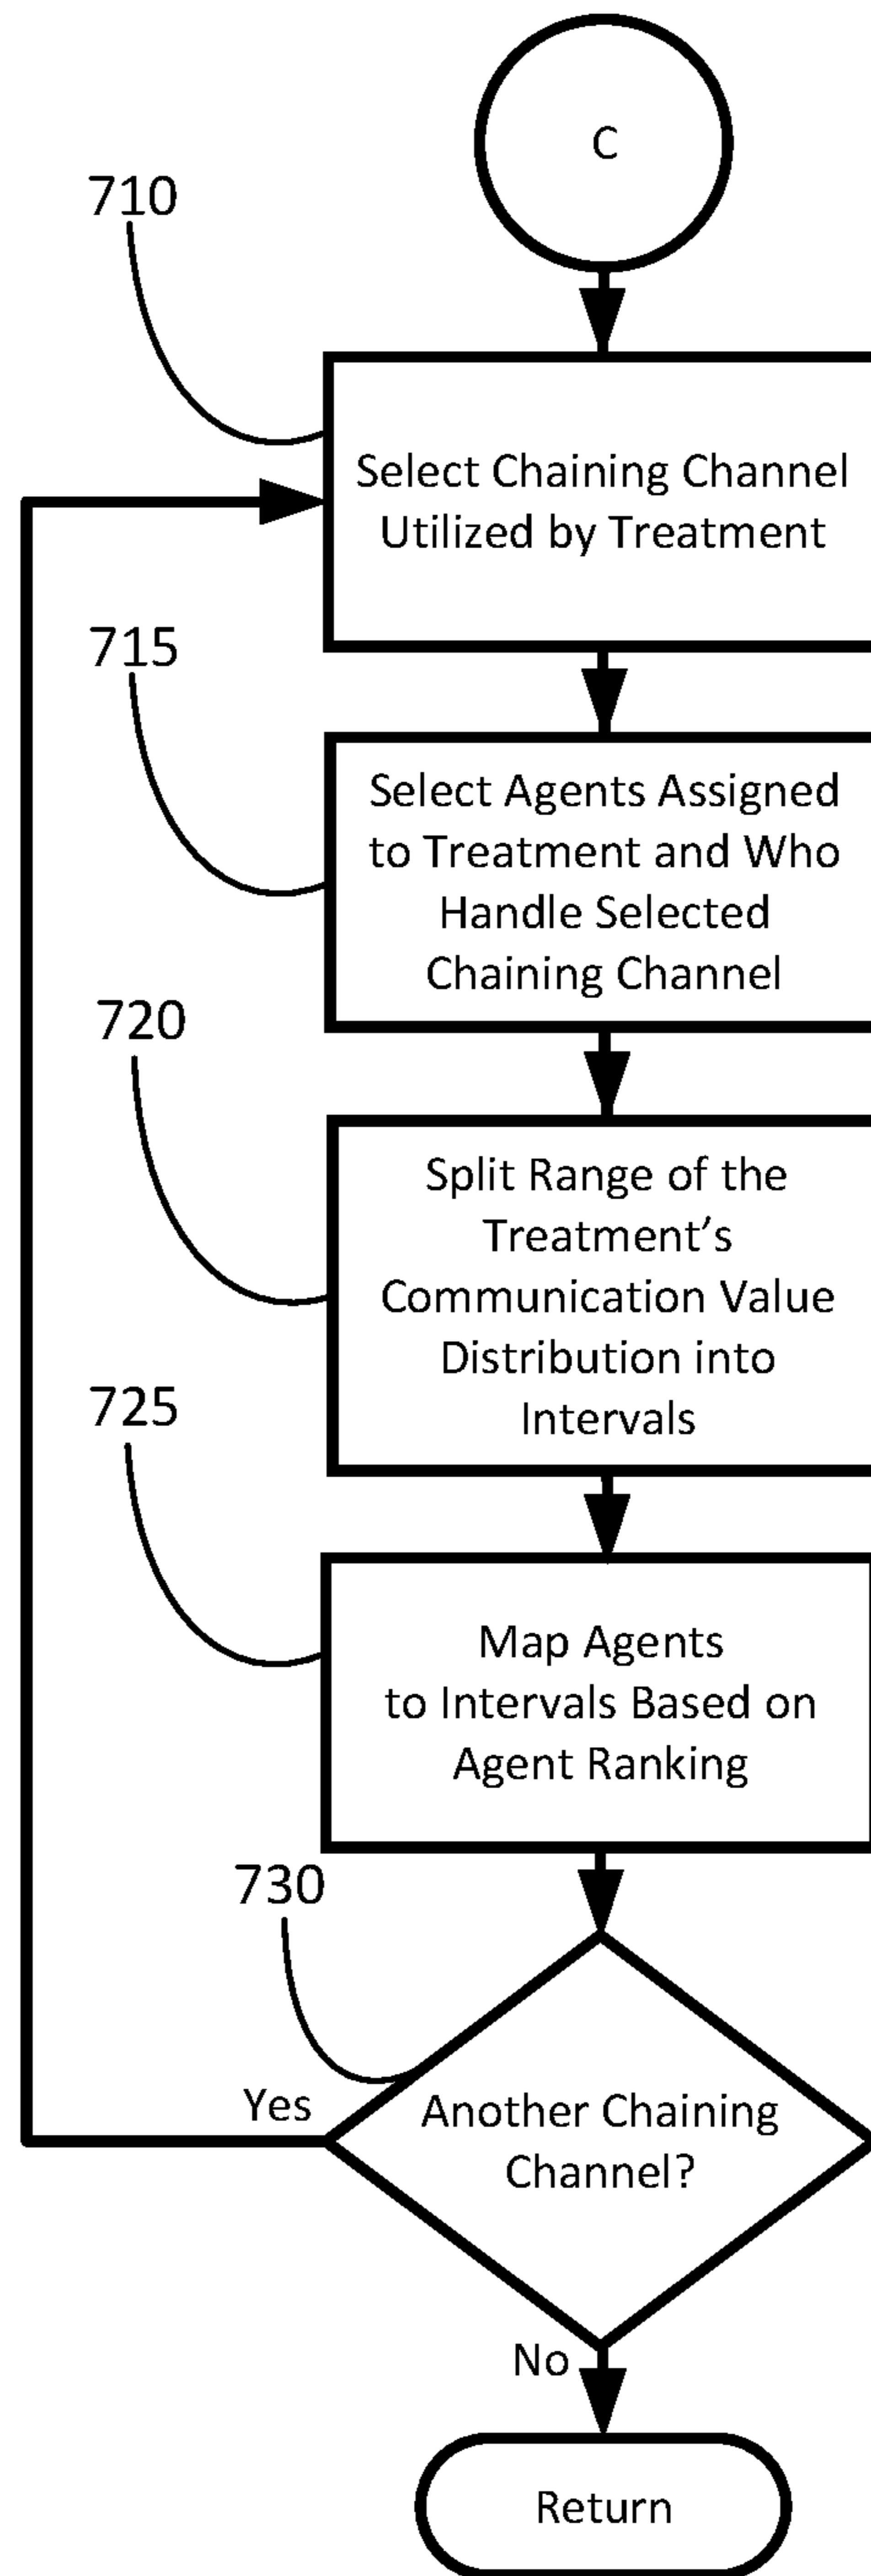 C
710
Select Chaining Channel
Utilized by Treatment
715
Select Agents Assigned
to Treatment and Who
Handle Selected
Chaining Channel
720
Split Range of the
Treatment’s
Communication Value
Distribution into
Intervals
725
Map Agents
to Intervals Based on
Agent Ranking
730
Another Chaining
Channel?
Yes
No
Return